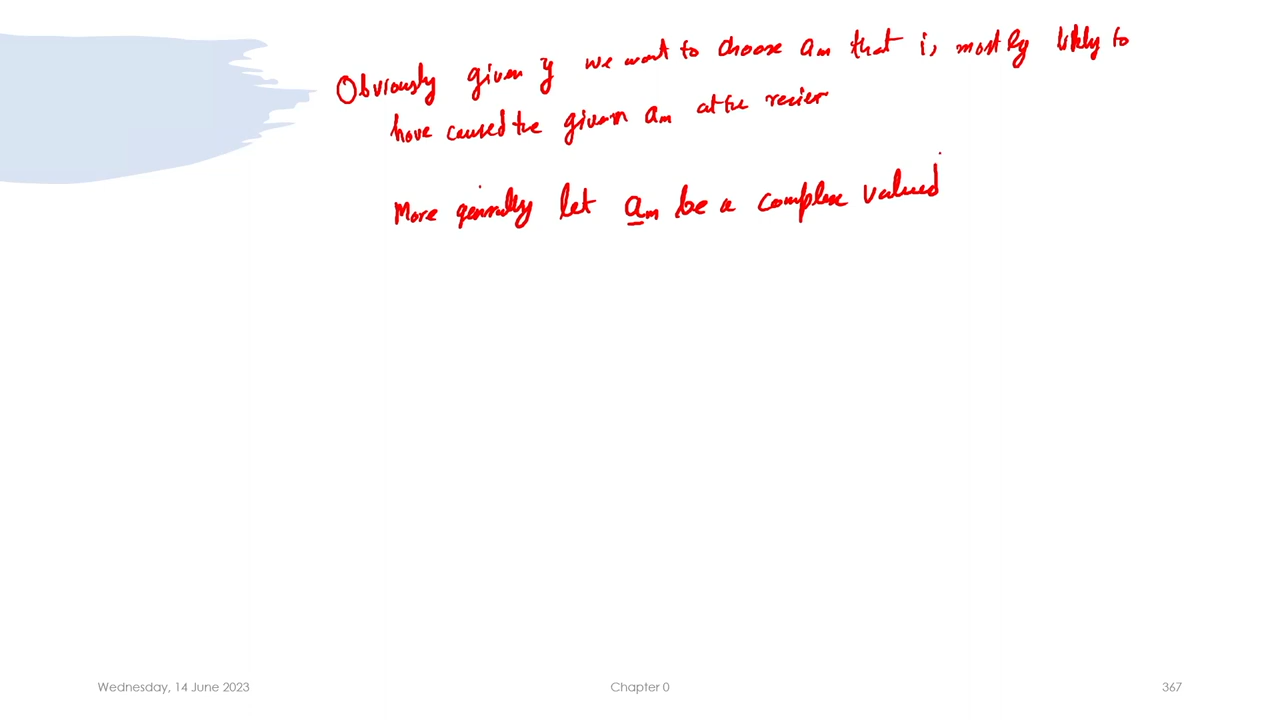 Obviously given y we want to choose am that is mostly likely to
have caused the given am at the reciever
More generally let am be a complex valued
Wednesday, 14 June 2023
Chapter 0
367